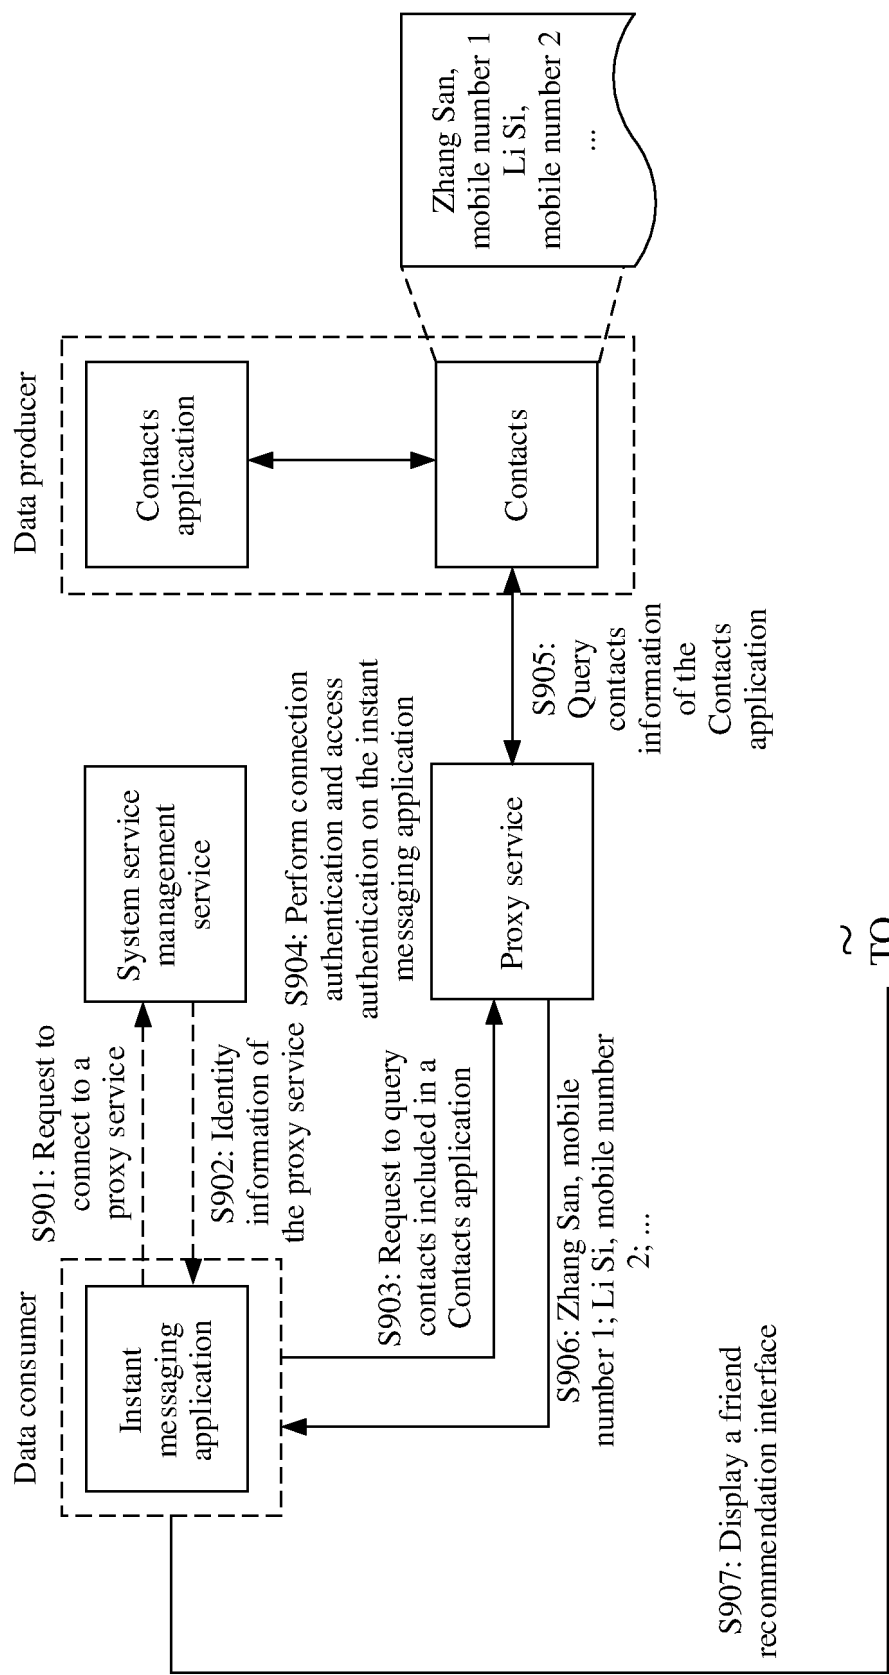 Data consumer
Instant
messaging
application
S901: Request to
connect to a
proxy service
S902: Identity
information of
the proxy service
System service
management
service
Data producer
Contacts
application
S903: Request to query
contacts included in a
Contacts application
S904: Perform connection
authentication and access
authentication on the instant
messaging application
Proxy service
S905:
Query
contacts
information
of the
Contacts
application
Contacts
Zhang San,
mobile number 1
Li Si,
mobile number 2
...
S906: Zhang San, mobile
number 1; Li Si, mobile number
2; ...
S907: Display a friend
recommendation interface
~
TO